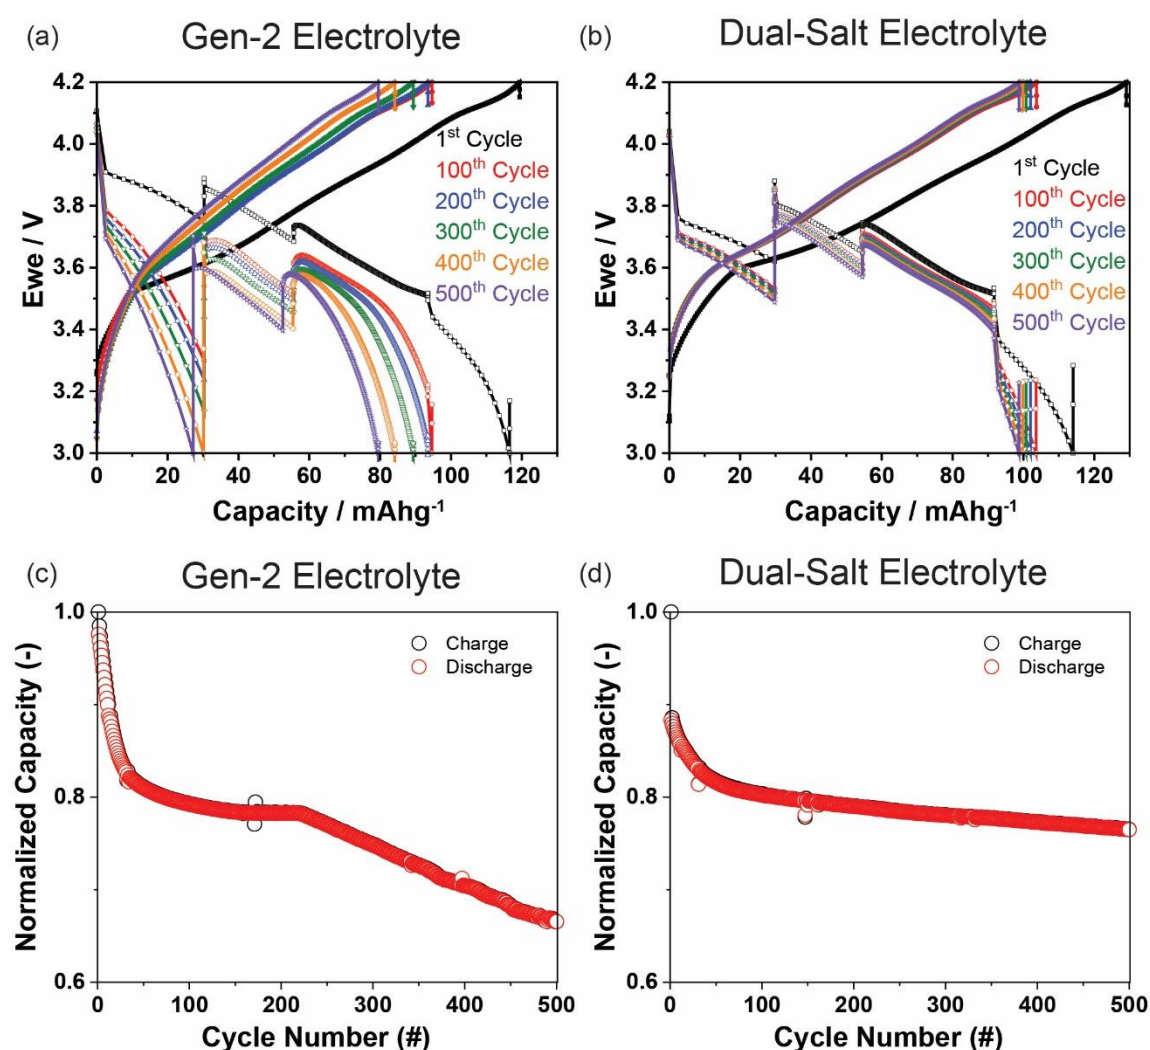 (a) Gen-2 Electrolyte
4.2
4.0
3.8
3.6
3.4
3.2
3.0
Ewe / V
1st Cycle
100th Cycle
200th Cycle
300th Cycle
400th Cycle
500th Cycle
0 20 40 60 80 100 120
Capacity / mAhg-1
(b) Dual-Salt Electrolyte
4.2
4.0
3.8
3.6
3.4
3.2
3.0
Ewe / V
1st Cycle
100th Cycle
200th Cycle
300th Cycle
400th Cycle
500th Cycle
0 20 40 60 80 100 120
Capacity / mAhg-1
(c) Gen-2 Electrolyte
1.0
0.8
0.6
Normalized Capacity (-)
Charge
Discharge
0 100 200 300 400 500
Cycle Number (#)
(d) Dual-Salt Electrolyte
1.0
0.8
0.6
Normalized Capacity (-)
Charge
Discharge
0 100 200 300 400 500
Cycle Number (#)